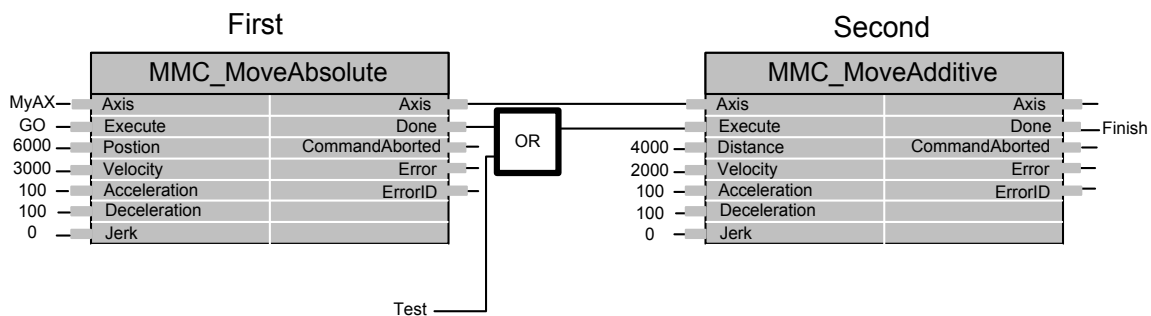 First
Second
MMC_MoveAbsolute
MMC_MoveAdditive
MyAX Axis Axis Axis Axis
GO Execute Done OR Execute Done Finish
6000 Postion CommandAborted 4000 Distance CommandAborted
3000 Velocity Error 2000 Velocity Error
100 Acceleration ErrorID 100 Acceleration ErrorID
100 Deceleration 100 Deceleration
0 Jerk 0 Jerk
Test